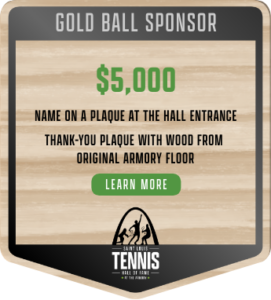 GOLD BALL SPONSOR
$5,000
NAME ON A PLAQUE AT THE HALL ENTRANCE
THANK-YOU PLAQUE WITH WOOD FROM
ORIGINAL ARMORY FLOOR
LEARN MORE
SAINT LOUIS
TENNIS
HALL OF FAME